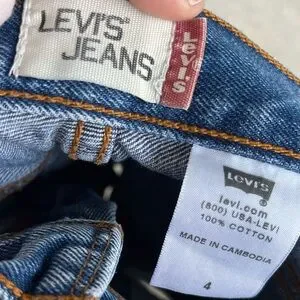 LEVI'S
JEANS
Levi's
LEVI'S
levi.com
(800) USA-LEVI
100% COTTON
MADE IN CAMBODIA
4